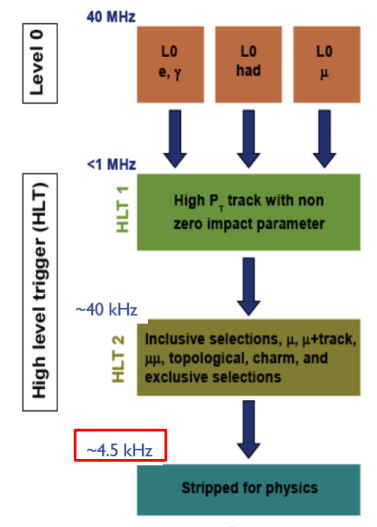 40 MHz
Level 0
L0
e, γ
L0
had
L0
μ
<1 MHz
High level trigger (HLT)
HLT 1
High P_T track with non
zero impact parameter
~40 kHz
HLT 2
Inclusive selections, μ, μ+track,
μμ, topological, charm, and
exclusive selections
~4.5 kHz
Stripped for physics